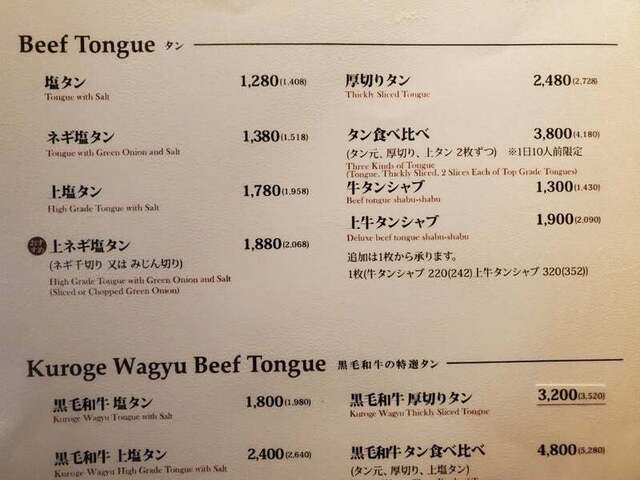 Beef Tongue タン
塩タン 1,280(1,408)
Tongue with Salt
ネギ塩タン 1,380(1,518)
Tongue with Green Onion and Salt
上塩タン 1,780(1,958)
High Grade Tongue with Salt
上ネギ塩タン 1,880(2,068)
(ネギ千切り 又は みじん切り)
High Grade Tongue with Green Onion and Salt
(Sliced or Chopped Green Onion)
厚切りタン 2,480(2,728)
Thickly Sliced Tongue
タン食べ比べ 3,800(4,180)
(タン元、厚切り、上タン 2枚ずつ) ※1日10人前限定
Three Kinds of Tongue
(Tongue, Thickly Sliced, 2 Slices Each of Top Grade Tongues)
牛タンシャブ 1,300(1,430)
Beef tongue shabu-shabu
上牛タンシャブ 1,900(2,090)
Deluxe beef tongue shabu-shabu
追加は1枚から承ります。
1枚(牛タンシャブ 220(242)上牛タンシャブ 320(352))
Kuroge Wagyu Beef Tongue 黒毛和牛の特選タン
黒毛和牛 塩タン 1,800(1,980)
Kuroge Wagyu Tongue with Salt
黒毛和牛 上塩タン 2,400(2,640)
Kuroge Wagyu High Grade Tongue with Salt
黒毛和牛 厚切りタン 3,200(3,520)
Kuroge Wagyu Thickly Sliced Tongue
黒毛和牛 タン食べ比べ 4,800(5,280)
(タン元、厚切り、上塩タン)